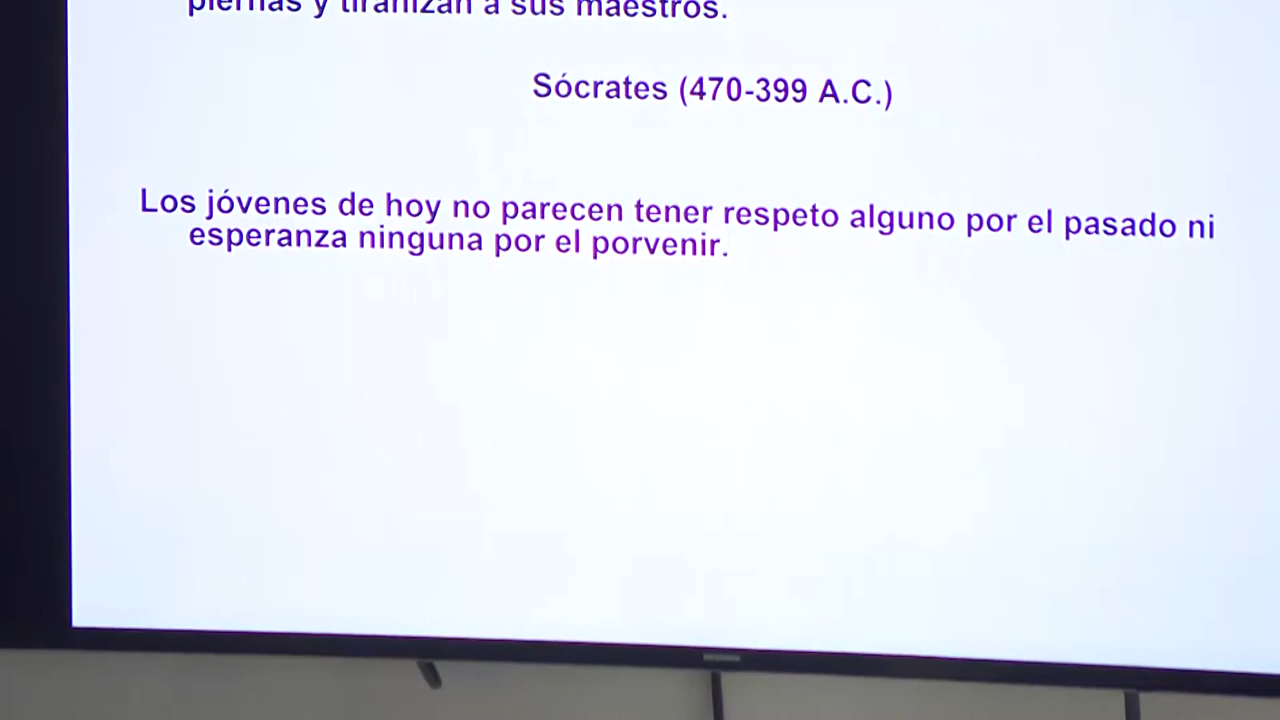 piernas y tiranizan a sus maestros.
Sócrates (470-399 A.C.)
Los jóvenes de hoy no parecen tener respeto alguno por el pasado ni
esperanza ninguna por el porvenir.